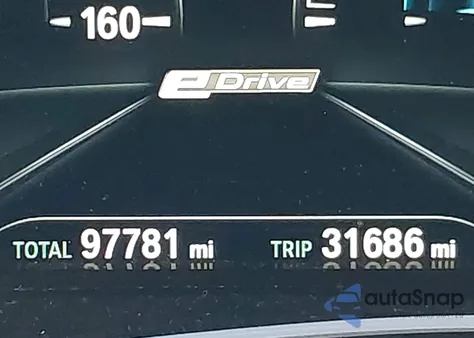 160
eDrive
TOTAL 97781 mi TRIP 31686 mi
autoSnap